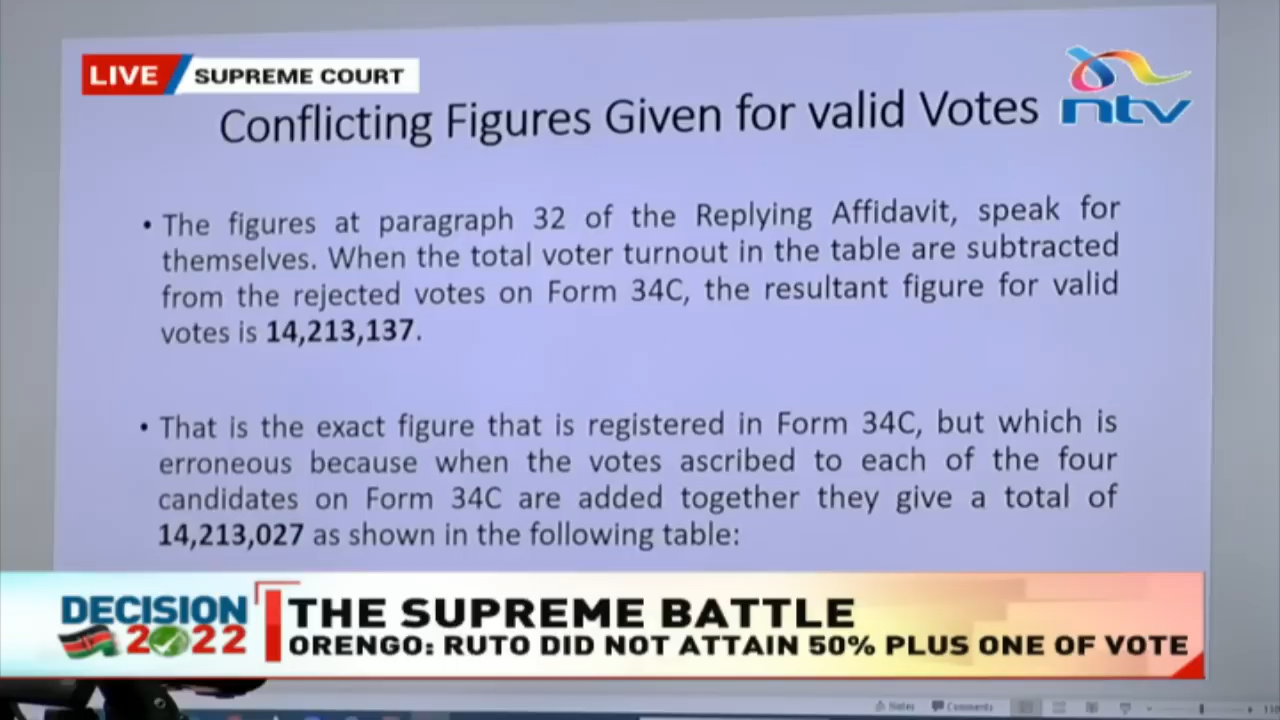 LIVE SUPREME COURT
ntv
Conflicting Figures Given for valid Votes
• The figures at paragraph 32 of the Replying Affidavit, speak for
themselves. When the total voter turnout in the table are subtracted
from the rejected votes on Form 34C, the resultant figure for valid
votes is 14,213,137.
• That is the exact figure that is registered in Form 34C, but which is
erroneous because when the votes ascribed to each of the four
candidates on Form 34C are added together they give a total of
14,213,027 as shown in the following table:
DECISION
2022
THE SUPREME BATTLE
ORENGO: RUTO DID NOT ATTAIN 50% PLUS ONE OF VOTE
Notes Comments